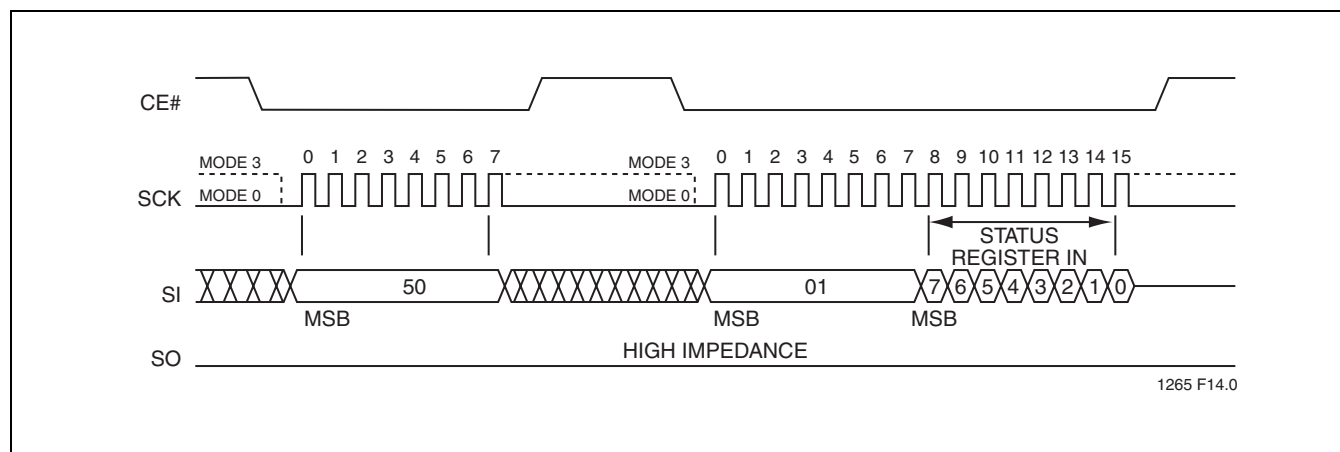 CE#
MODE 3 0 1 2 3 4 5 6 7 MODE 3 0 1 2 3 4 5 6 7 8 9 10 11 12 13 14 15
SCK MODE 0 MODE 0
STATUS
REGISTER IN
SI 50 01 7 6 5 4 3 2 1 0
MSB MSB MSB
SO HIGH IMPEDANCE
1265 F14.0